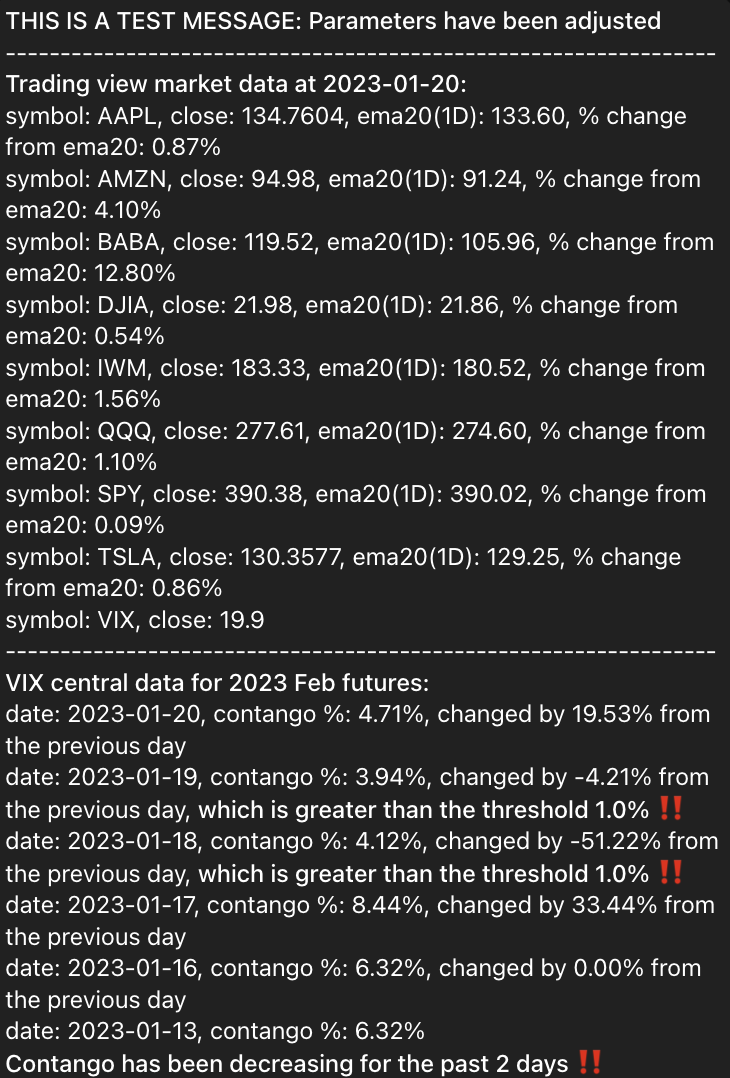 THIS IS A TEST MESSAGE: Parameters have been adjusted
-----------------------------------------------------------------
Trading view market data at 2023-01-20:
symbol: AAPL, close: 134.7604, ema20(1D): 133.60, % change
from ema20: 0.87%
symbol: AMZN, close: 94.98, ema20(1D): 91.24, % change from
ema20: 4.10%
symbol: BABA, close: 119.52, ema20(1D): 105.96, % change from
ema20: 12.80%
symbol: DJIA, close: 21.98, ema20(1D): 21.86, % change from
ema20: 0.54%
symbol: IWM, close: 183.33, ema20(1D): 180.52, % change from
ema20: 1.56%
symbol: QQQ, close: 277.61, ema20(1D): 274.60, % change from
ema20: 1.10%
symbol: SPY, close: 390.38, ema20(1D): 390.02, % change from
ema20: 0.09%
symbol: TSLA, close: 130.3577, ema20(1D): 129.25, % change
from ema20: 0.86%
symbol: VIX, close: 19.9
-----------------------------------------------------------------
VIX central data for 2023 Feb futures:
date: 2023-01-20, contango %: 4.71%, changed by 19.53% from
the previous day
date: 2023-01-19, contango %: 3.94%, changed by -4.21% from
the previous day, which is greater than the threshold 1.0% ‼️
date: 2023-01-18, contango %: 4.12%, changed by -51.22% from
the previous day, which is greater than the threshold 1.0% ‼️
date: 2023-01-17, contango %: 8.44%, changed by 33.44% from
the previous day
date: 2023-01-16, contango %: 6.32%, changed by 0.00% from
the previous day
date: 2023-01-13, contango %: 6.32%
Contango has been decreasing for the past 2 days ‼️